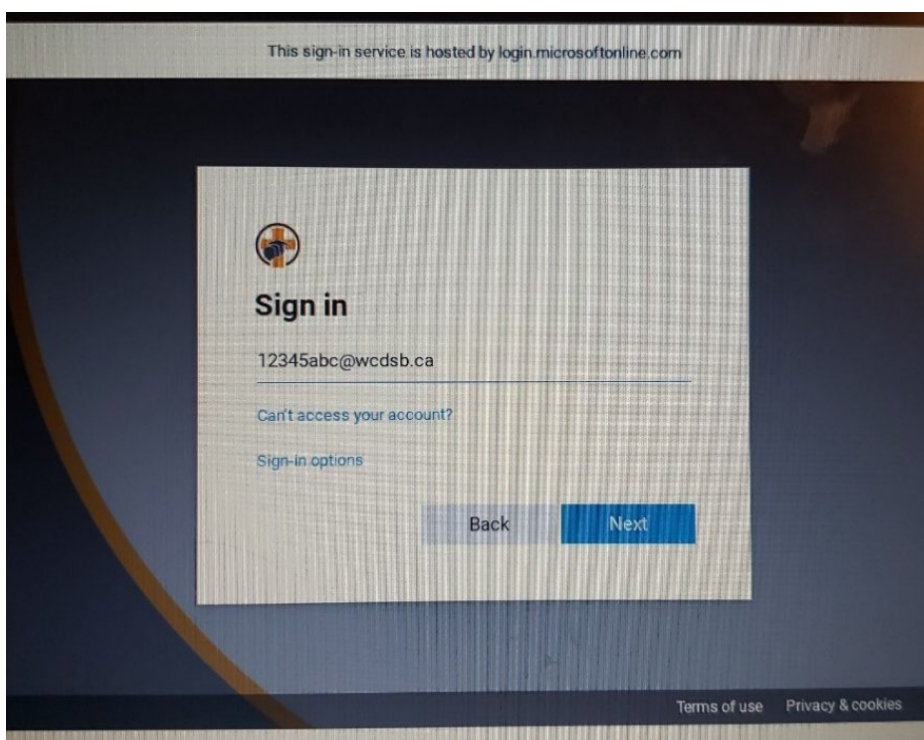 This sign-in service is hosted by login.microsoftonline.com
Sign in
12345abc@wcdsb.ca
Can't access your account?
Sign-in options
Back Next
Terms of use Privacy & cookies